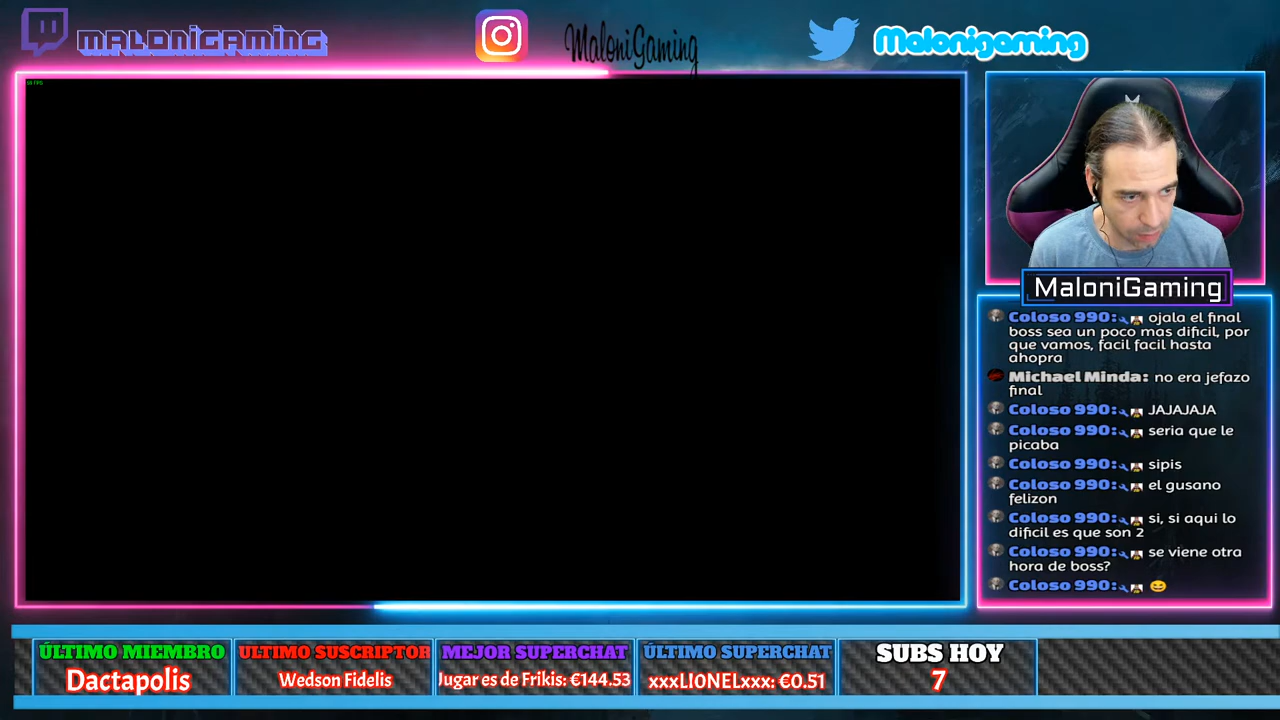 MALONIGAMING
MaloniGaming
Malonigaming
MaloniGaming
Coloso 990: ojala el final
boss sea un poco mas dificil, por
que vamos, facil facil hasta
ahopra
Michael Minda: no era jefazo
final
Coloso 990: JAJAJAJA
Coloso 990: seria que le
picaba
Coloso 990: sipis
Coloso 990: el gusano
felizon
Coloso 990: si, si aqui lo
dificil es que son 2
Coloso 990: se viene otra
hora de boss?
Coloso 990: 😆
ÚLTIMO MIEMBRO
Dactapolis
ULTIMO SUSCRIPTOR
Wedson Fidelis
MEJOR SUPERCHAT
Jugar es de Frikis: €144.53
ÚLTIMO SUPERCHAT
xxxLI0NELxxx: €0.51
SUBS HOY
7